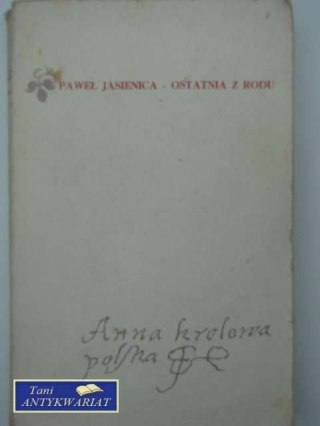 PAWEŁ JASIENICA - OSTATNIA Z RODU
Anna krolowa
polska
Tani
ANTYKWARIAT